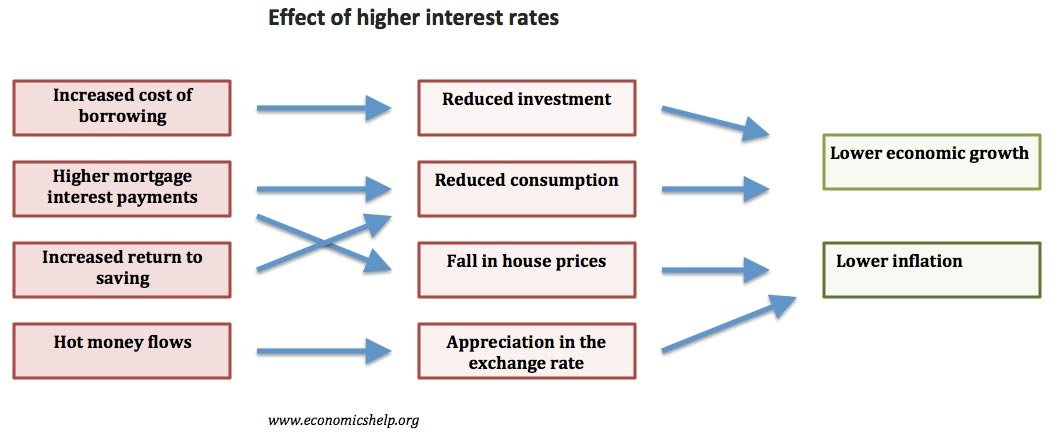 Effect of higher interest rates
Increased cost of
borrowing
Reduced investment
Higher mortgage
interest payments
Reduced consumption
Lower economic growth
Increased return to
saving
Fall in house prices
Lower inflation
Hot money flows
Appreciation in the
exchange rate
www.economicshelp.org